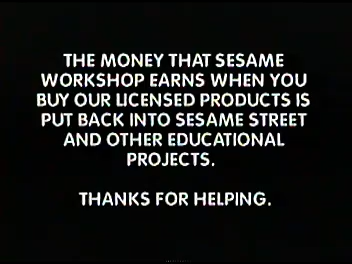 THE MONEY THAT SESAME
WORKSHOP EARNS WHEN YOU
BUY OUR LICENSED PRODUCTS IS
PUT BACK INTO SESAME STREET
AND OTHER EDUCATIONAL
PROJECTS.
THANKS FOR HELPING.